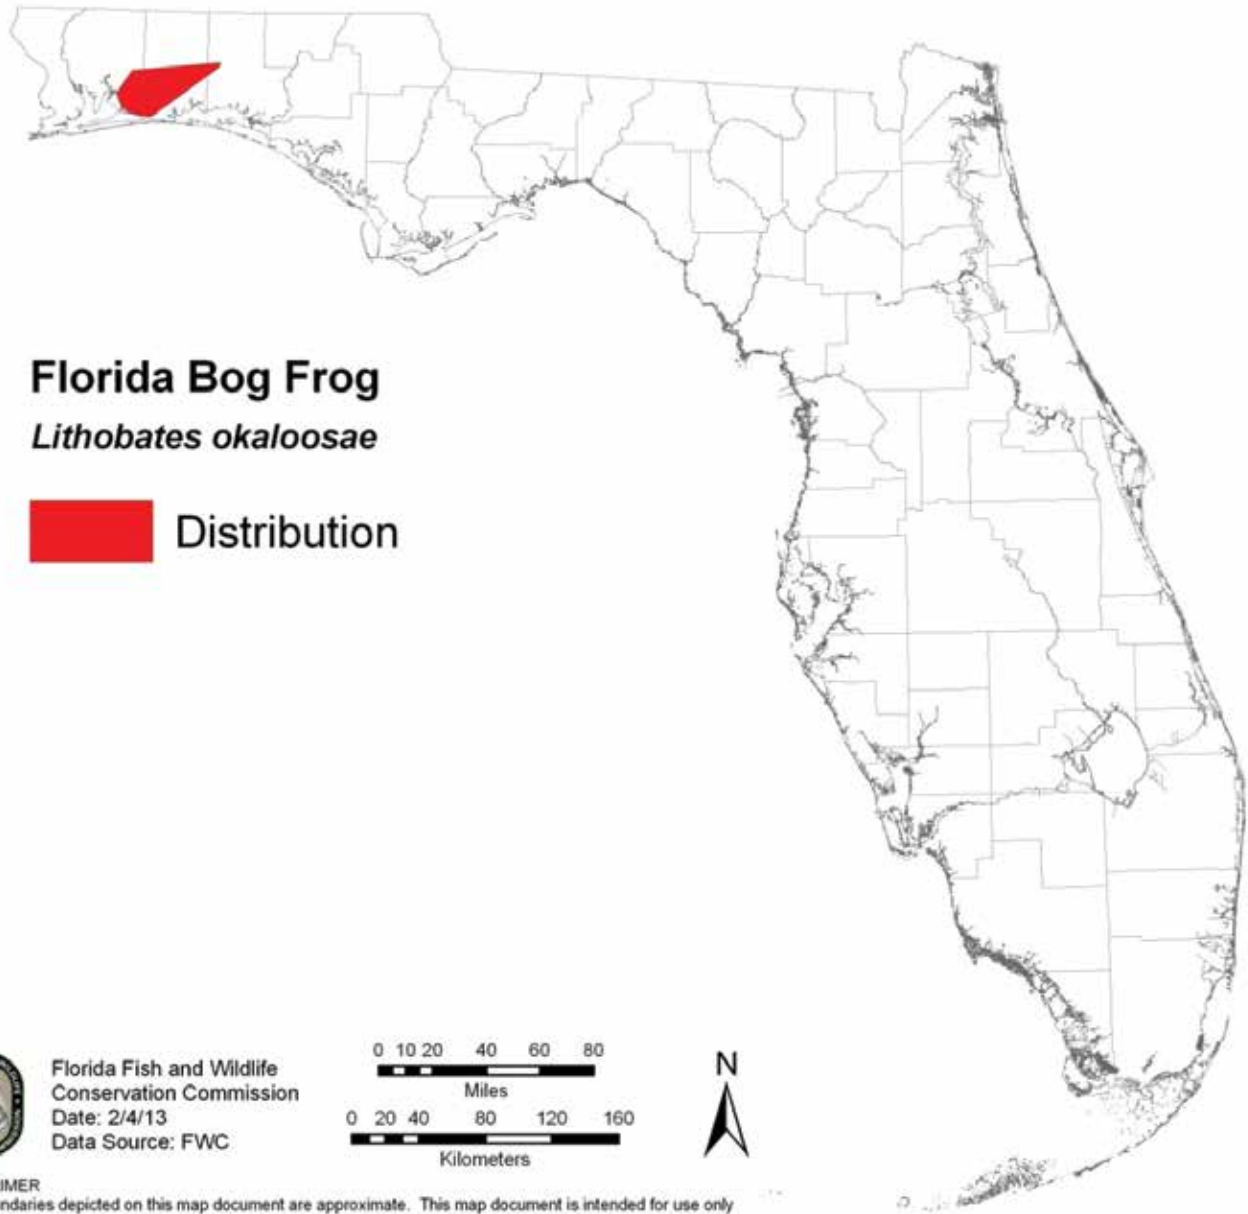 Florida Bog Frog
Lithobates okaloosae
Distribution
Florida Fish and Wildlife
Conservation Commission
Date: 2/4/13
Data Source: FWC
0 10 20 40 60 80
Miles
0 20 40 80 120 160
Kilometers
N
IMER
ndaries depicted on this map document are approximate. This map document is intended for use only